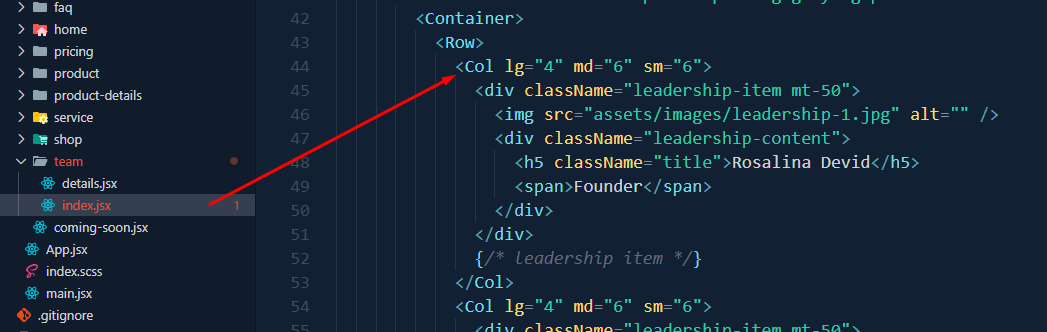 faq
home
pricing
product
product-details
service
shop
team
details.jsx
index.jsx 1
coming-soon.jsx
App.jsx
index.scss
main.jsx
.gitignore
42 <Container>
43 <Row>
44 <Col lg="4" md="6" sm="6">
45 <div className="leadership-item mt-50">
46 <img src="assets/images/leadership-1.jpg" alt="" />
47 <div className="leadership-content">
48 <h5 className="title">Rosalina Devid</h5>
49 <span>Founder</span>
50 </div>
51 </div>
52 {/* leadership item */}
53 </Col>
54 <Col lg="4" md="6" sm="6">
55 <div className="leadership-item mt-50">